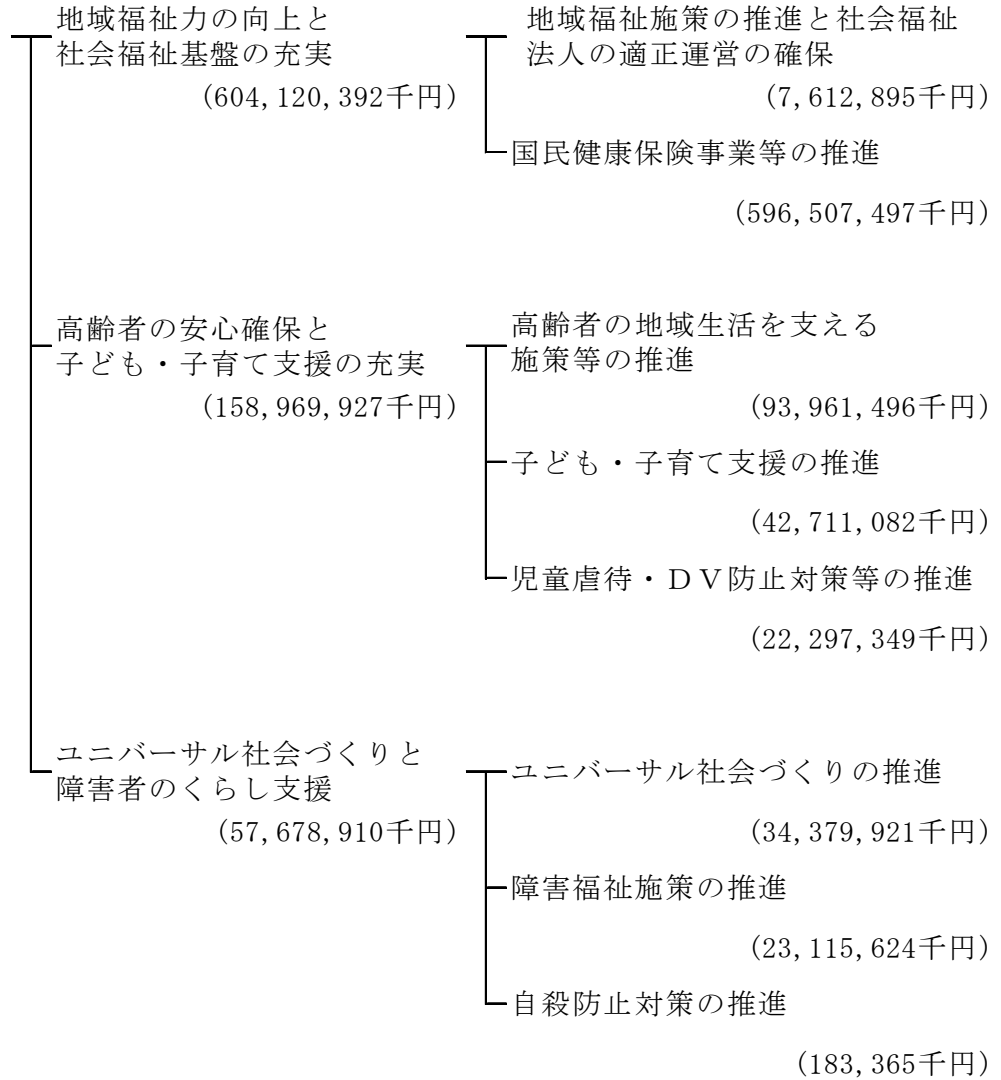 地域福祉力の向上と
社会福祉基盤の充実
(604,120,392千円)
地域福祉施策の推進と社会福祉
法人の適正運営の確保
(7,612,895千円)
国民健康保険事業等の推進
(596,507,497千円)
高齢者の安心確保と
子ども・子育て支援の充実
(158,969,927千円)
高齢者の地域生活を支える
施策等の推進
(93,961,496千円)
子ども・子育て支援の推進
(42,711,082千円)
児童虐待・ＤＶ防止対策等の推進
(22,297,349千円)
ユニバーサル社会づくりと
障害者のくらし支援
(57,678,910千円)
ユニバーサル社会づくりの推進
(34,379,921千円)
障害福祉施策の推進
(23,115,624千円)
自殺防止対策の推進
(183,365千円)